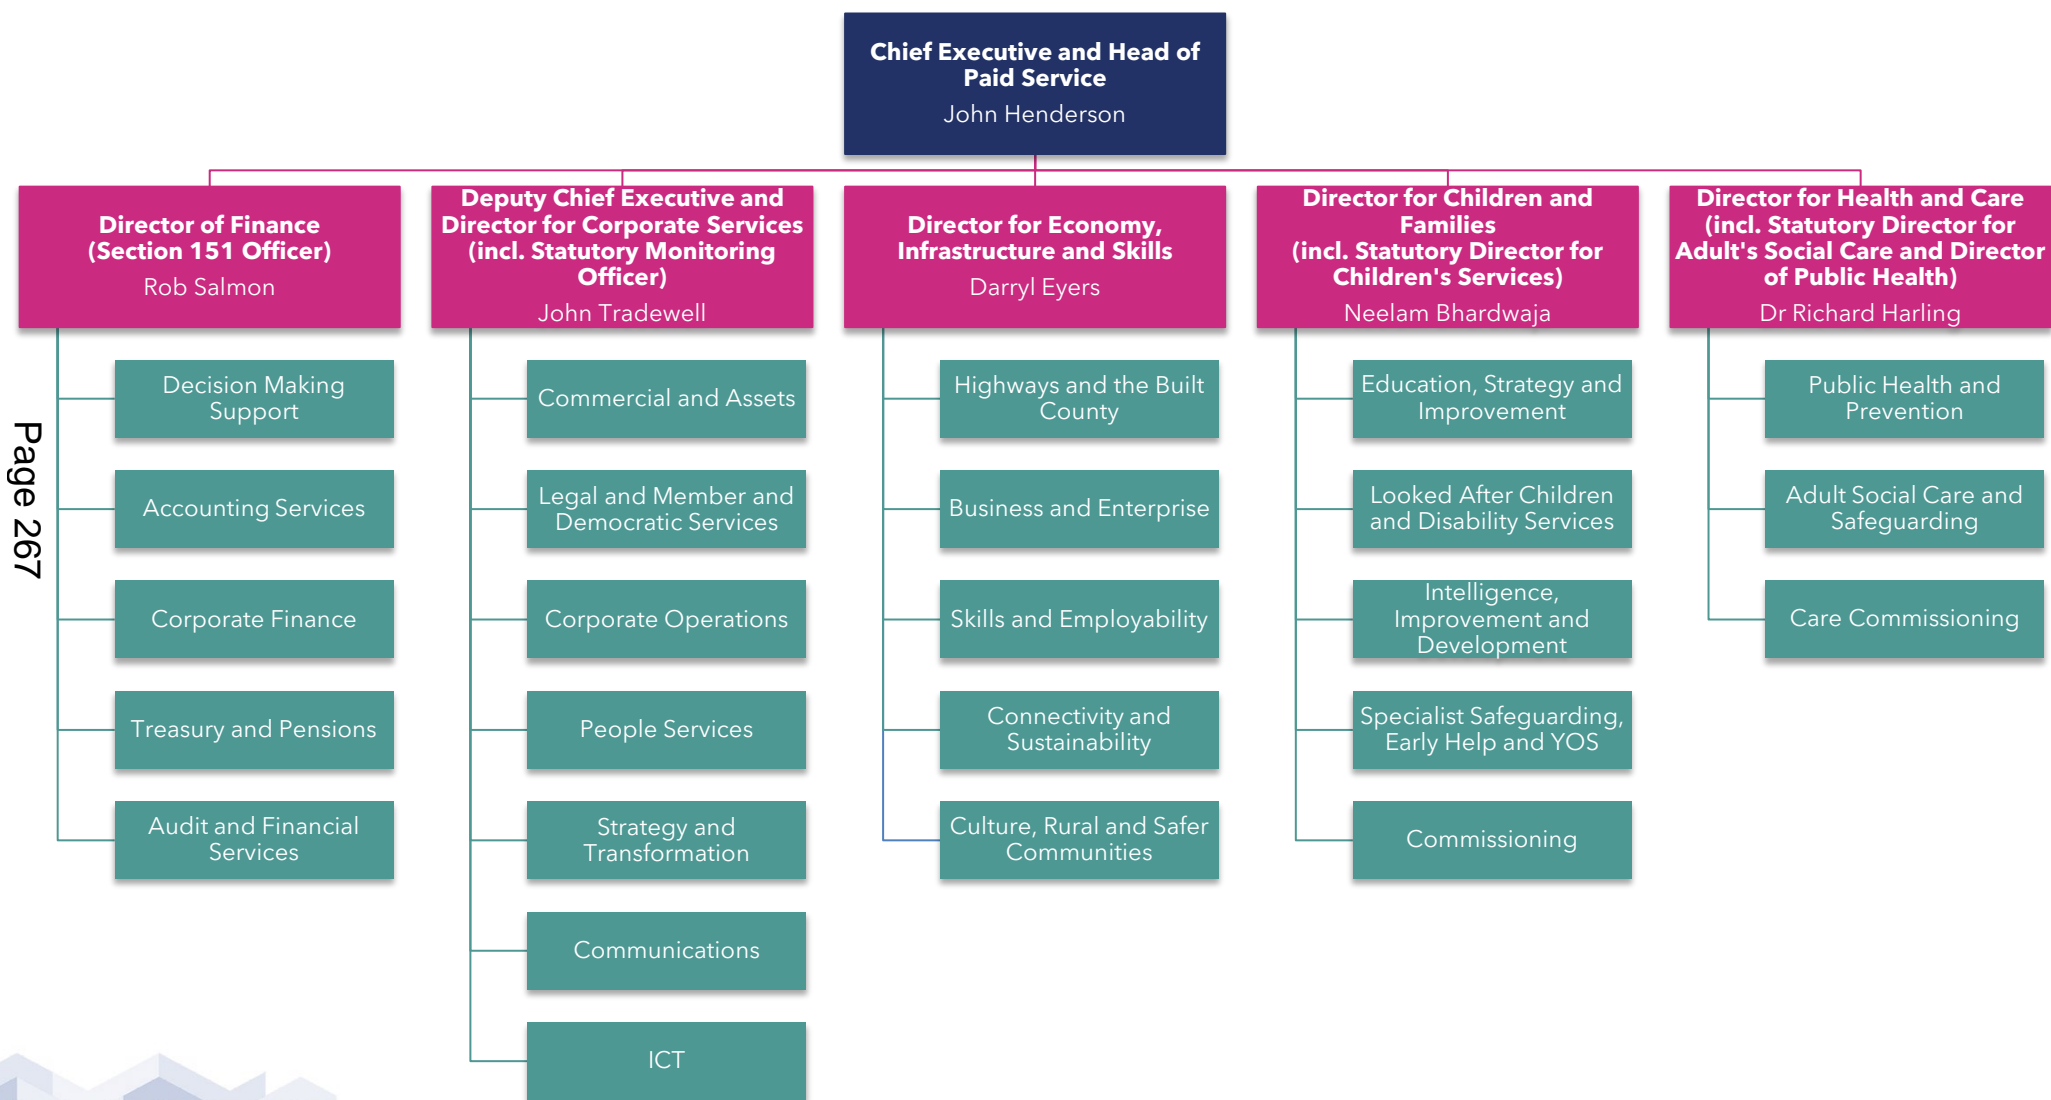 Chief Executive and Head of
Paid Service
John Henderson
Director of Finance
(Section 151 Officer)
Rob Salmon
Decision Making
Support
Accounting Services
Corporate Finance
Treasury and Pensions
Audit and Financial
Services
Deputy Chief Executive and
Director for Corporate Services
(incl. Statutory Monitoring
Officer)
John Tradewell
Commercial and Assets
Legal and Member and
Democratic Services
Corporate Operations
People Services
Strategy and
Transformation
Communications
ICT
Director for Economy,
Infrastructure and Skills
Darryl Eyers
Highways and the Built
County
Business and Enterprise
Skills and Employability
Connectivity and
Sustainability
Culture, Rural and Safer
Communities
Director for Children and
Families
(incl. Statutory Director for
Children's Services)
Neelam Bhardwaja
Education, Strategy and
Improvement
Looked After Children
and Disability Services
Intelligence,
Improvement and
Development
Specialist Safeguarding,
Early Help and YOS
Commissioning
Director for Health and Care
(incl. Statutory Director for
Adult's Social Care and Director
of Public Health)
Dr Richard Harling
Public Health and
Prevention
Adult Social Care and
Safeguarding
Care Commissioning
Page 267